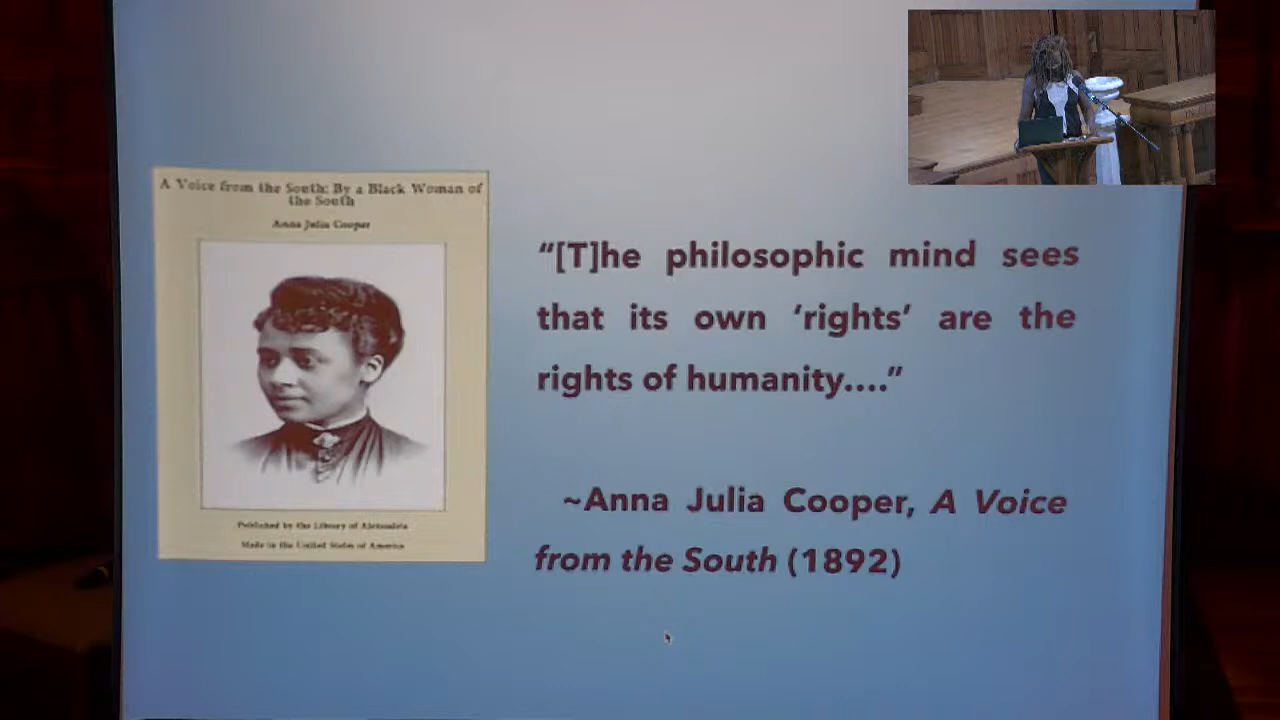 A Voice from the South: By a Black Woman of
the South
Anna Julia Cooper
Published by the Library of Alexandria
Made in the United States of America
“[T]he philosophic mind sees
that its own ‘rights’ are the
rights of humanity....”
~Anna Julia Cooper, A Voice
from the South (1892)